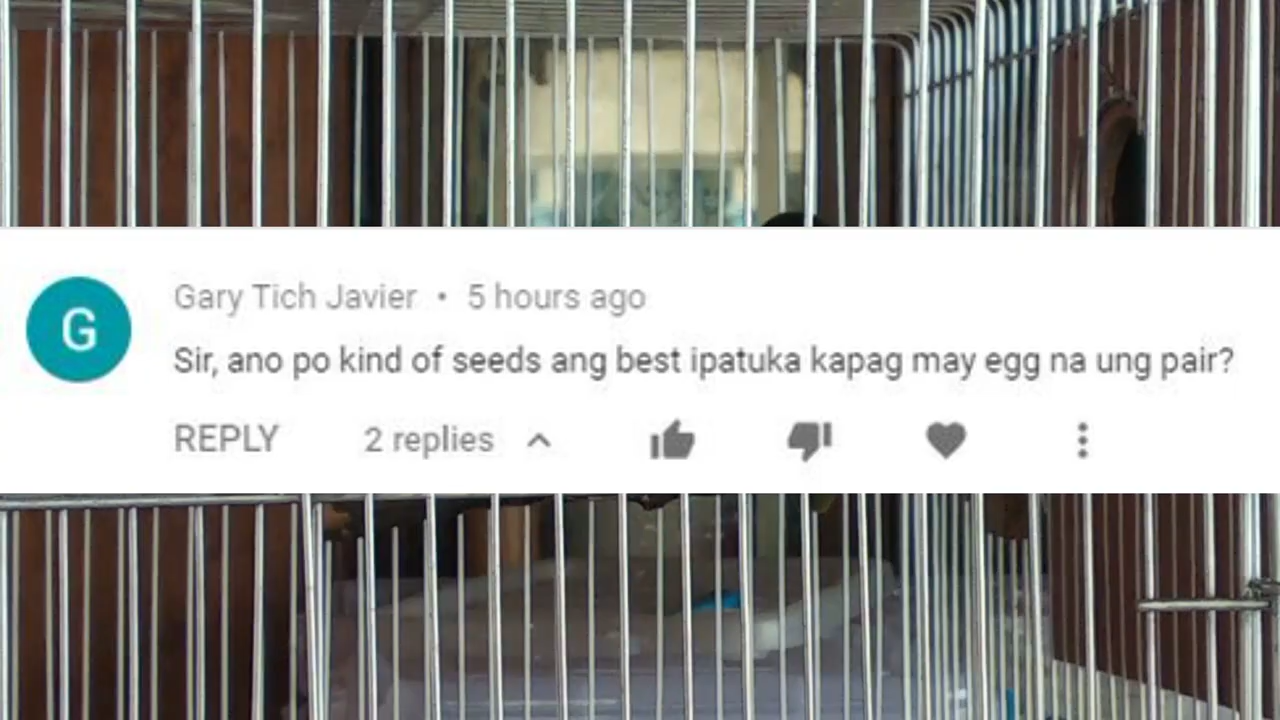 G
Gary Tich Javier • 5 hours ago
Sir, ano po kind of seeds ang best ipatuka kapag may egg na ung pair?
REPLY 2 replies